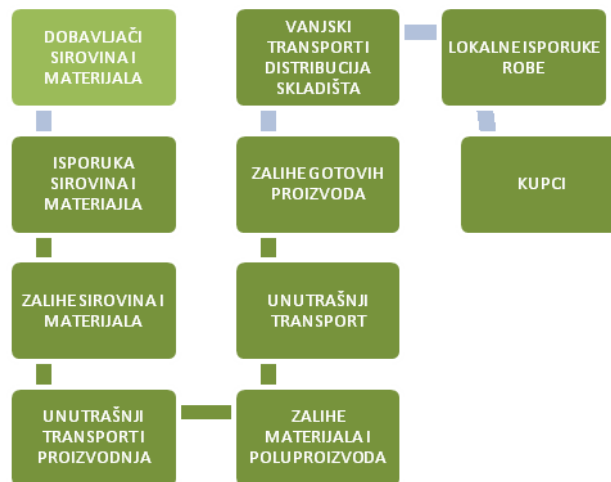 DOBAVLJAČI
SIROVINA I
MATERIJALA
ISPORUKA
SIROVINA I
MATERIAJLA
ZALIHE SIROVINA I
MATERIJALA
UNUTRAŠNJI
TRANSPORT I
PROIZVODNJA
ZALIHE
MATERIJALA I
POLUPROIZVODA
UNUTRAŠNJI
TRANSPORT
ZALIHE GOTOVIH
PROIZVODA
VANJSKI
TRANSPORT I
DISTRIBUCIJA
SKLADIŠTA
LOKALNE ISPORUKE
ROBE
KUPCI